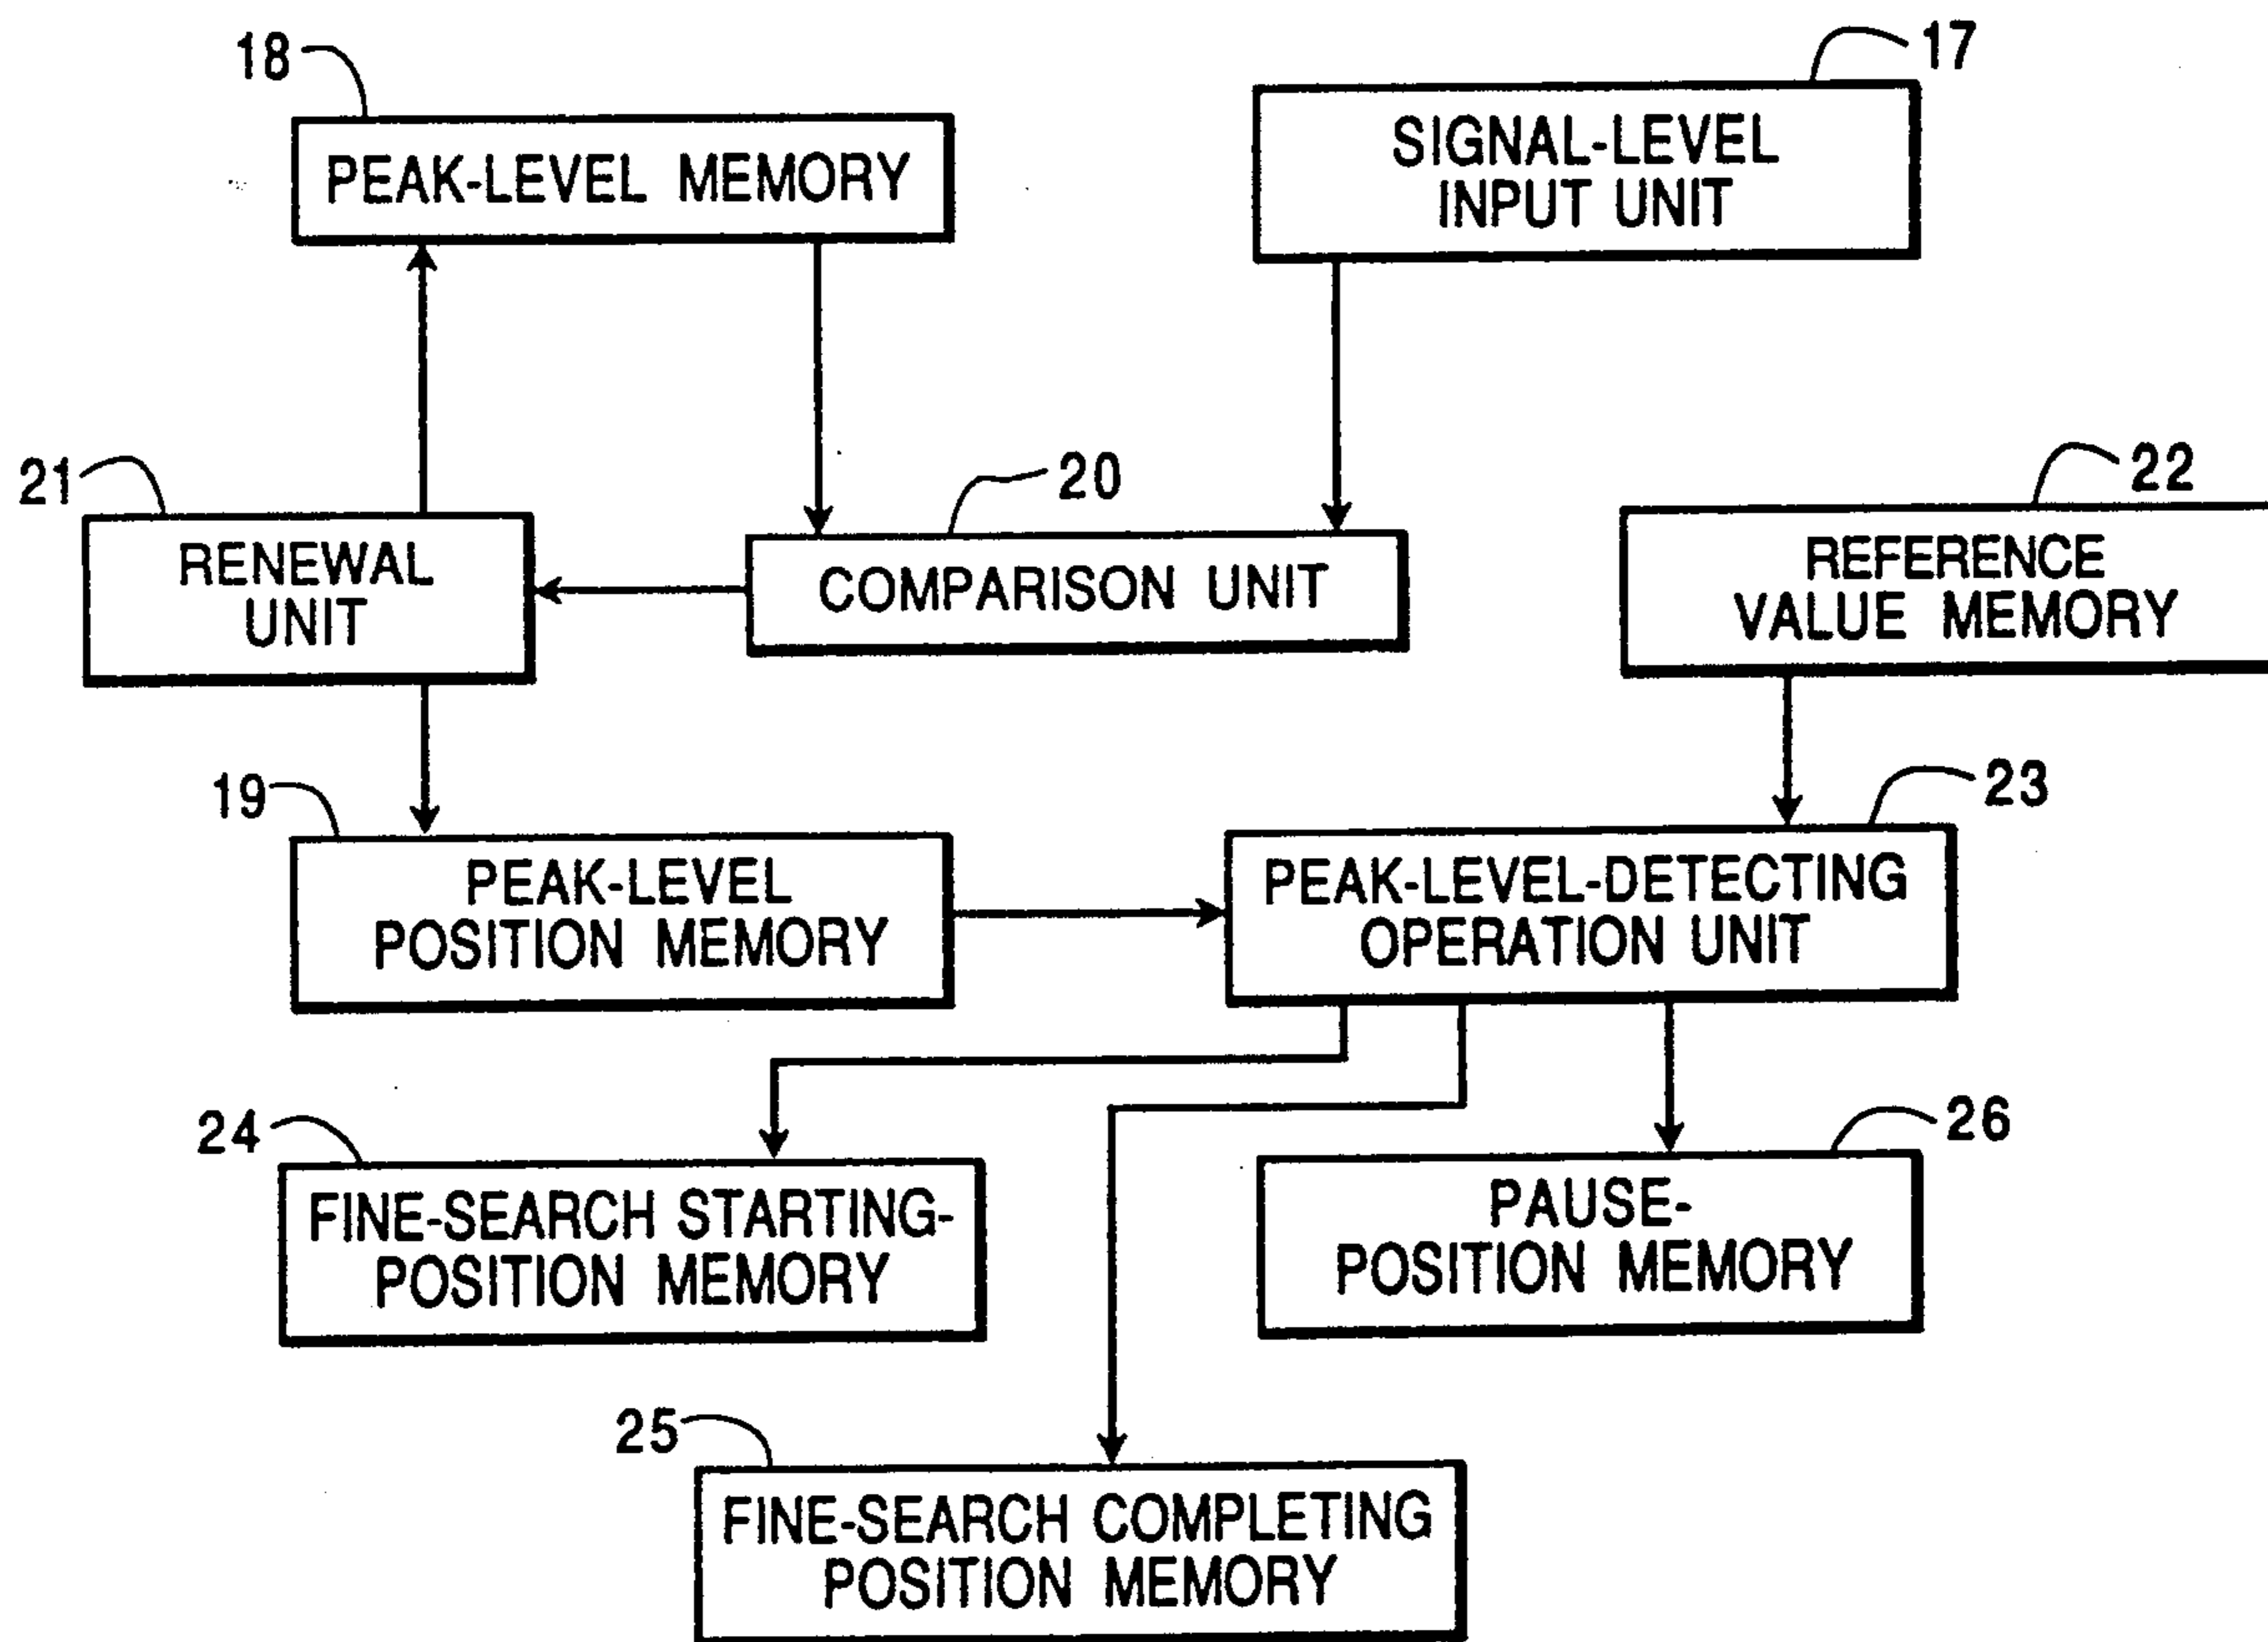 18
17
PEAK-LEVEL MEMORY
SIGNAL-LEVEL
INPUT UNIT
21
20
22
RENEWAL
UNIT
COMPARISON UNIT
REFERENCE
VALUE MEMORY
19
23
PEAK-LEVEL
POSITION MEMORY
PEAK-LEVEL-DETECTING
OPERATION UNIT
24
26
FINE-SEARCH STARTING-
POSITION MEMORY
PAUSE-
POSITION MEMORY
25
FINE-SEARCH COMPLETING
POSITION MEMORY